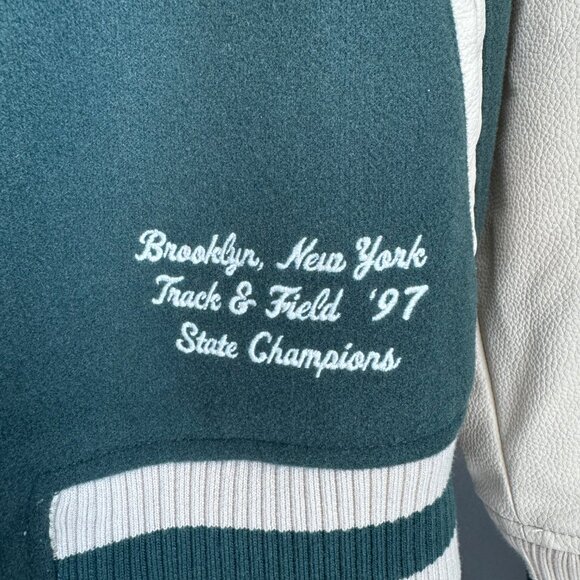 Brooklyn, New York
Track & Field '97
State Champions